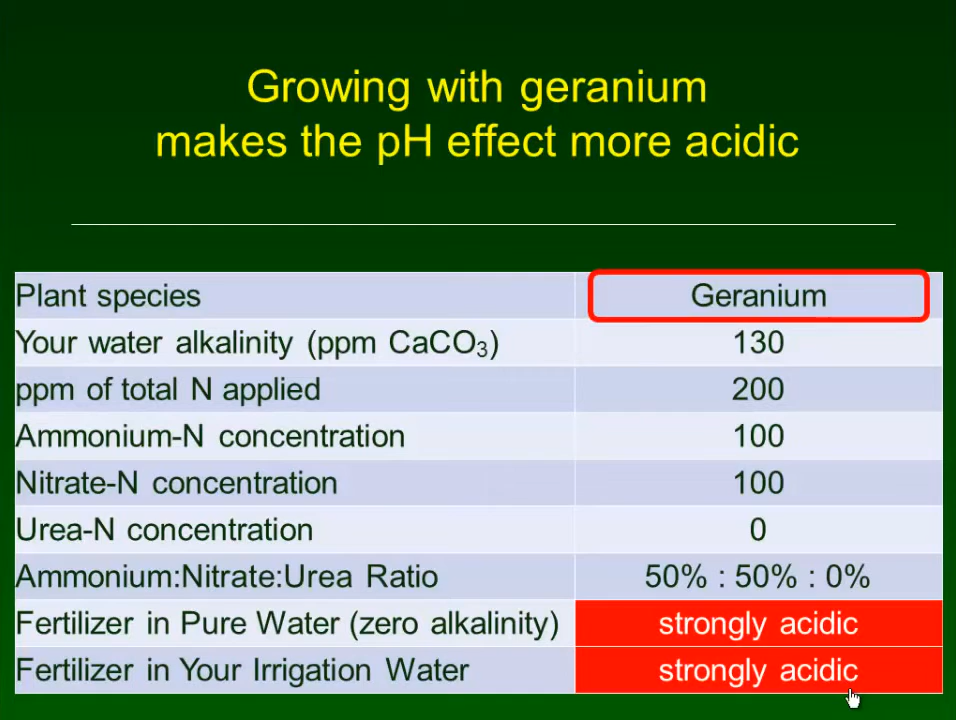 Growing with geranium
makes the pH effect more acidic
Plant species Geranium
Your water alkalinity (ppm CaCO₃) 130
ppm of total N applied 200
Ammonium-N concentration 100
Nitrate-N concentration 100
Urea-N concentration 0
Ammonium:Nitrate:Urea Ratio 50% : 50% : 0%
Fertilizer in Pure Water (zero alkalinity) strongly acidic
Fertilizer in Your Irrigation Water strongly acidic